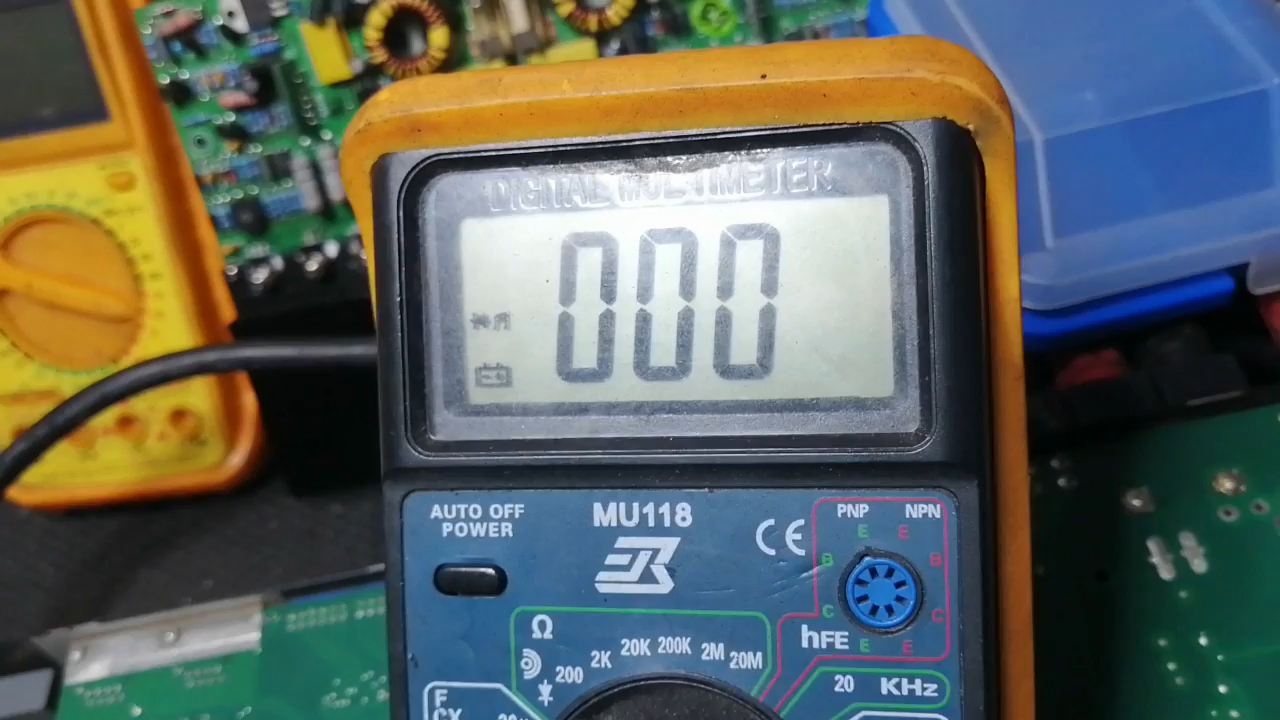 DIGITAL MULTIMETER
000
AUTO OFF
POWER
MU118
CE
PNP NPN
E E
B B
C C
hFE E E
Ω
200 2K 20K 200K 2M 20M
20 KHz
F
CX